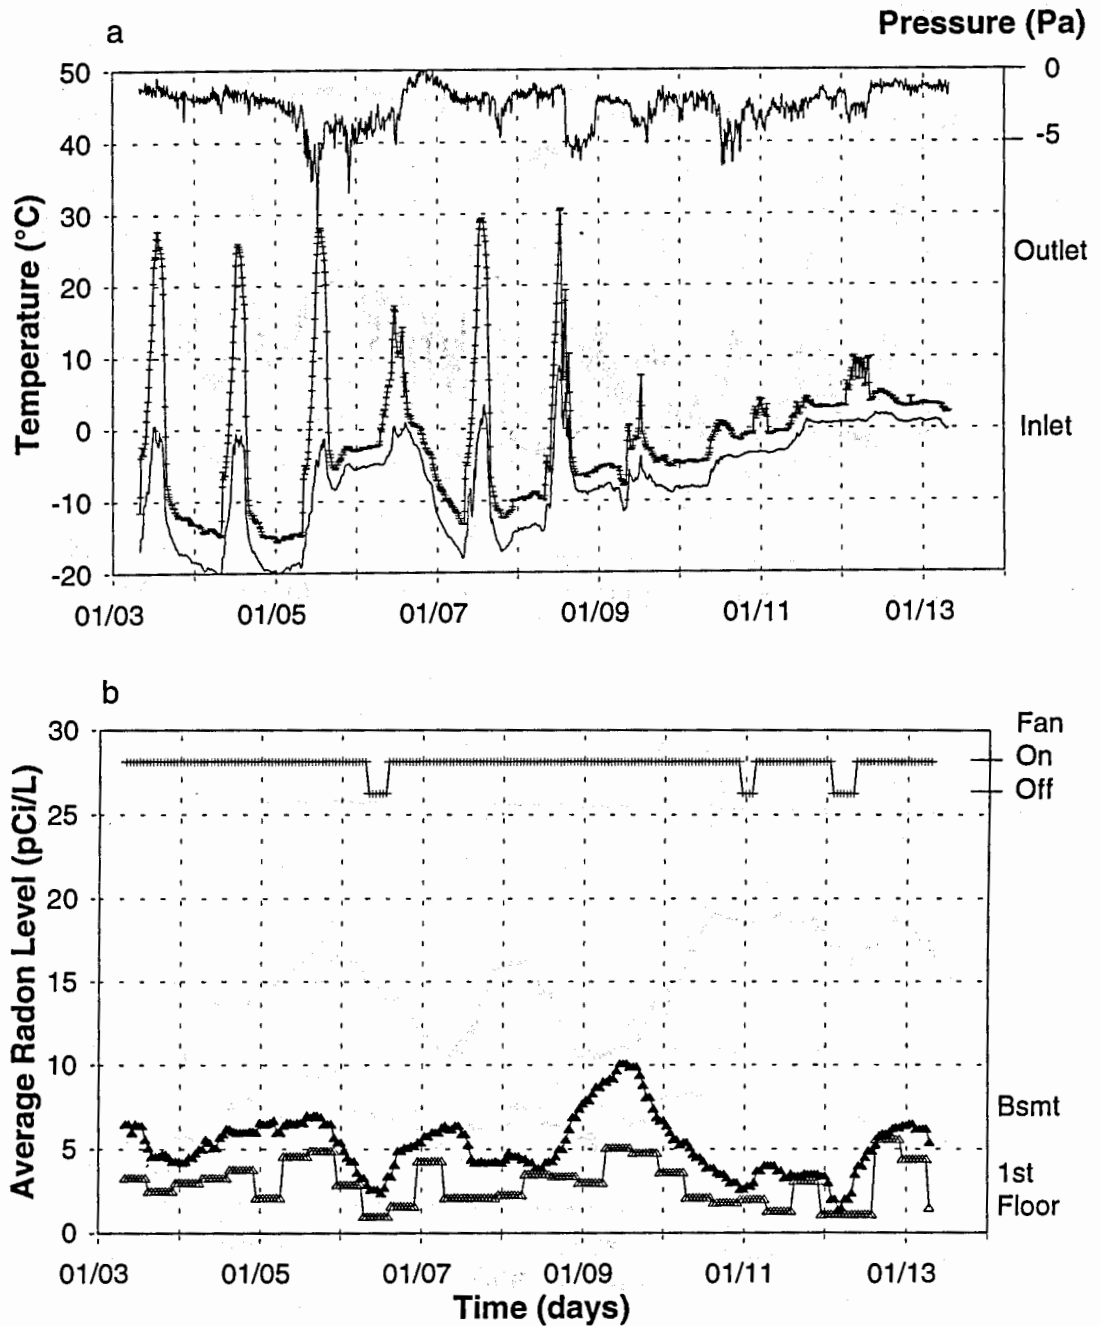 a
Pressure (Pa)
50
0
40
-5
30
Outlet
20
10
0
Inlet
-10
-20
Temperature (°C)
01/03 01/05 01/07 01/09 01/11 01/13
b
30
Fan
On
Off
25
20
15
10
Bsmt
5
1st
Floor
0
Average Radon Level (pCi/L)
01/03 01/05 01/07 01/09 01/11 01/13
Time (days)